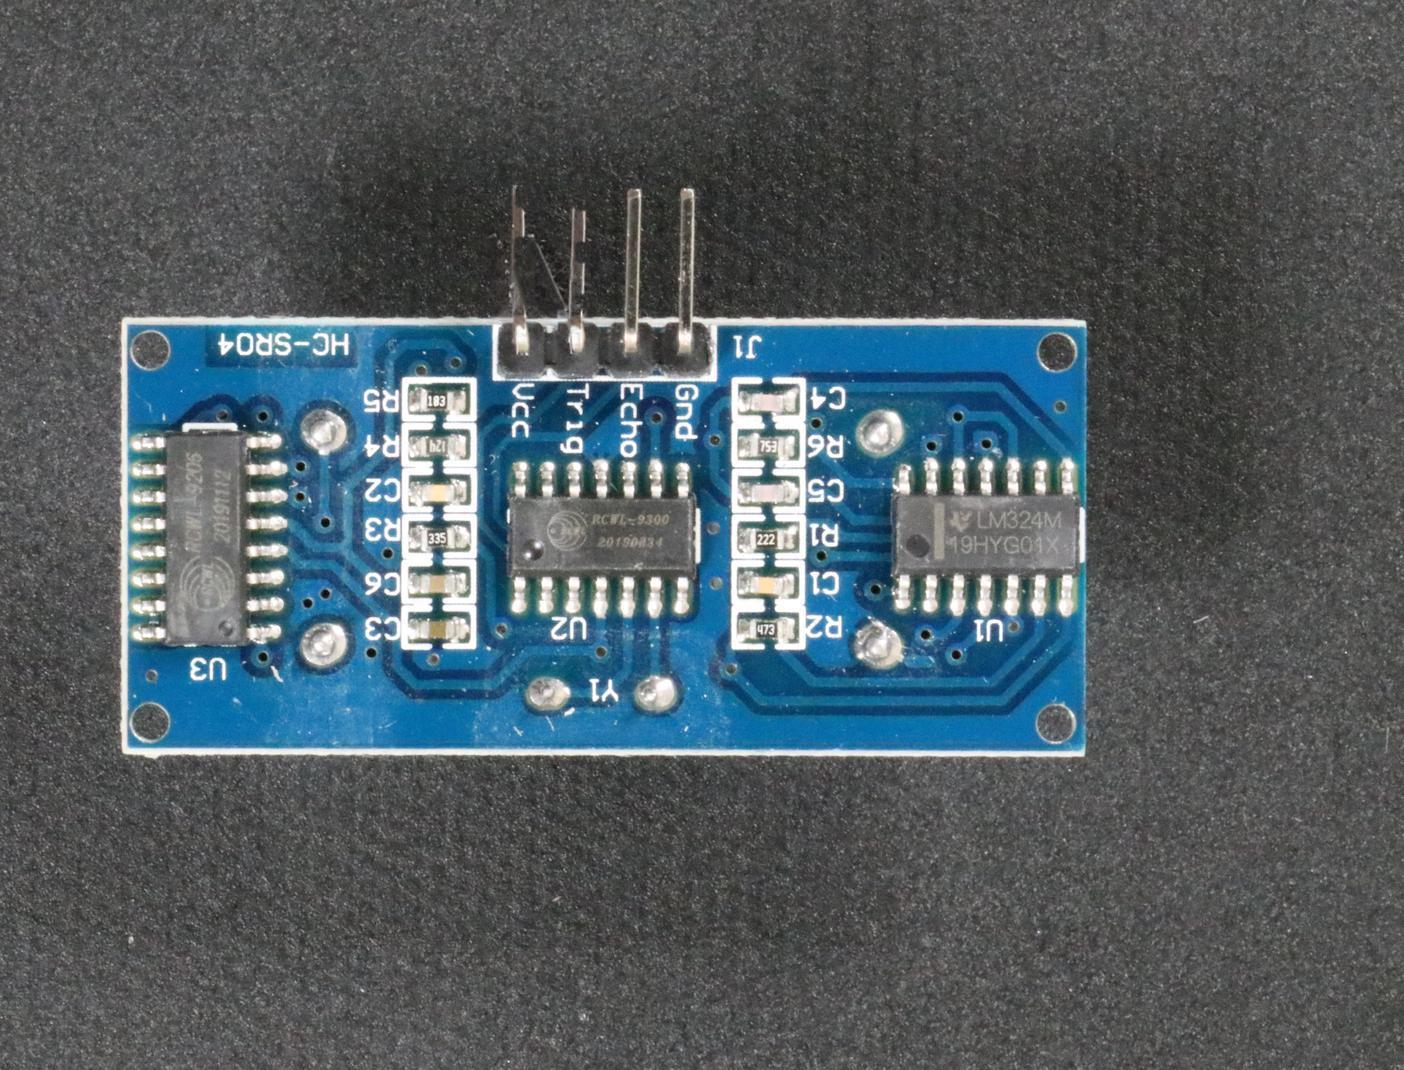 HC-SR04
J1
Vcc
Trig
Echo
Gnd
R5
103
R4
124
C2
R3
335
C6
C3
C4
R6
753
C5
R1
222
C1
R2
473
RCWL-9300
U2
LM324M
19HYG01X
U1
20191112
U3
Y1